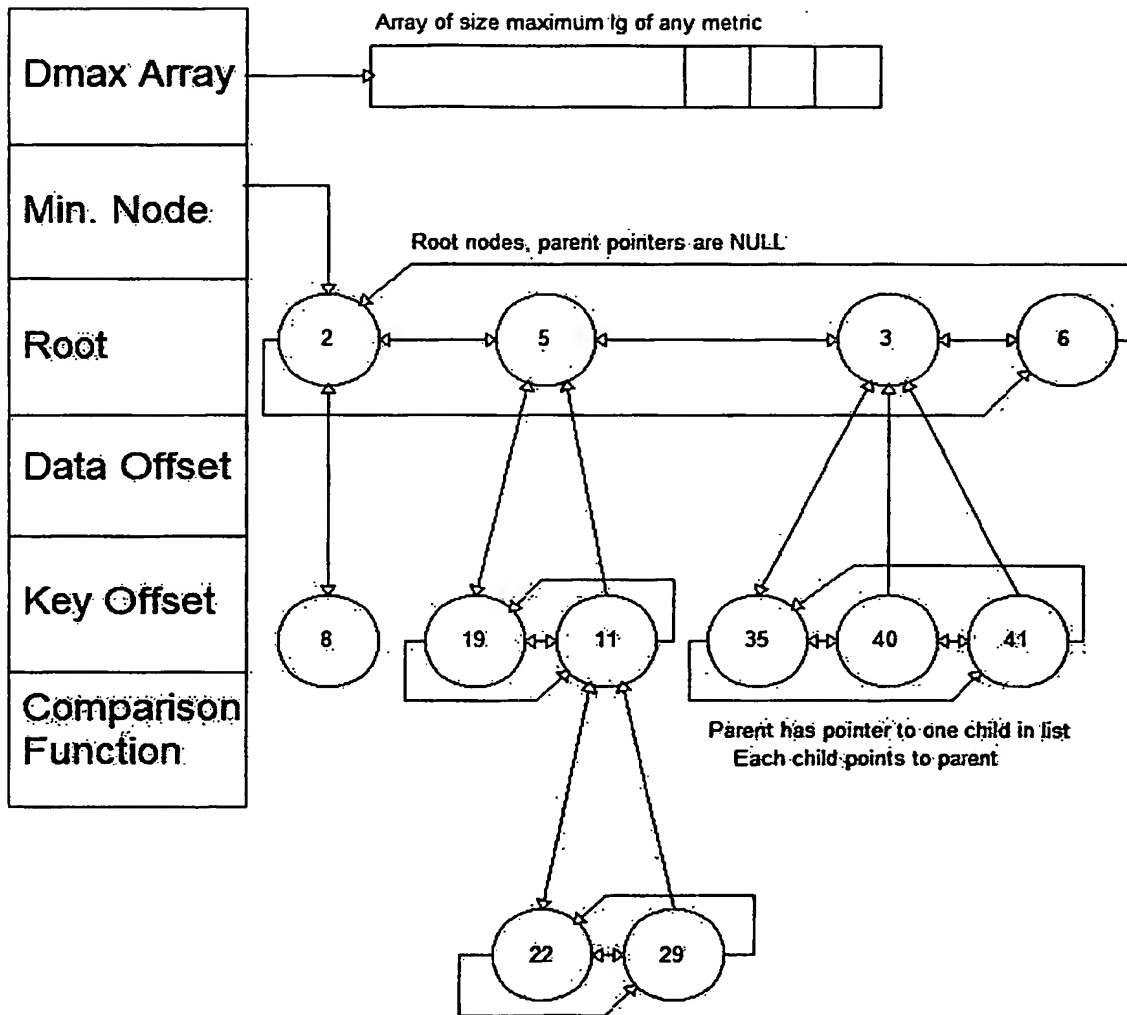 Array of size maximum lg of any metric
Dmax Array
Min. Node
Root nodes, parent pointers are NULL
Root
2
5
3
6
Data Offset
Key Offset
8
19
11
35
40
41
Comparison
Function
Parent has pointer to one child in list
Each child points to parent
22
29